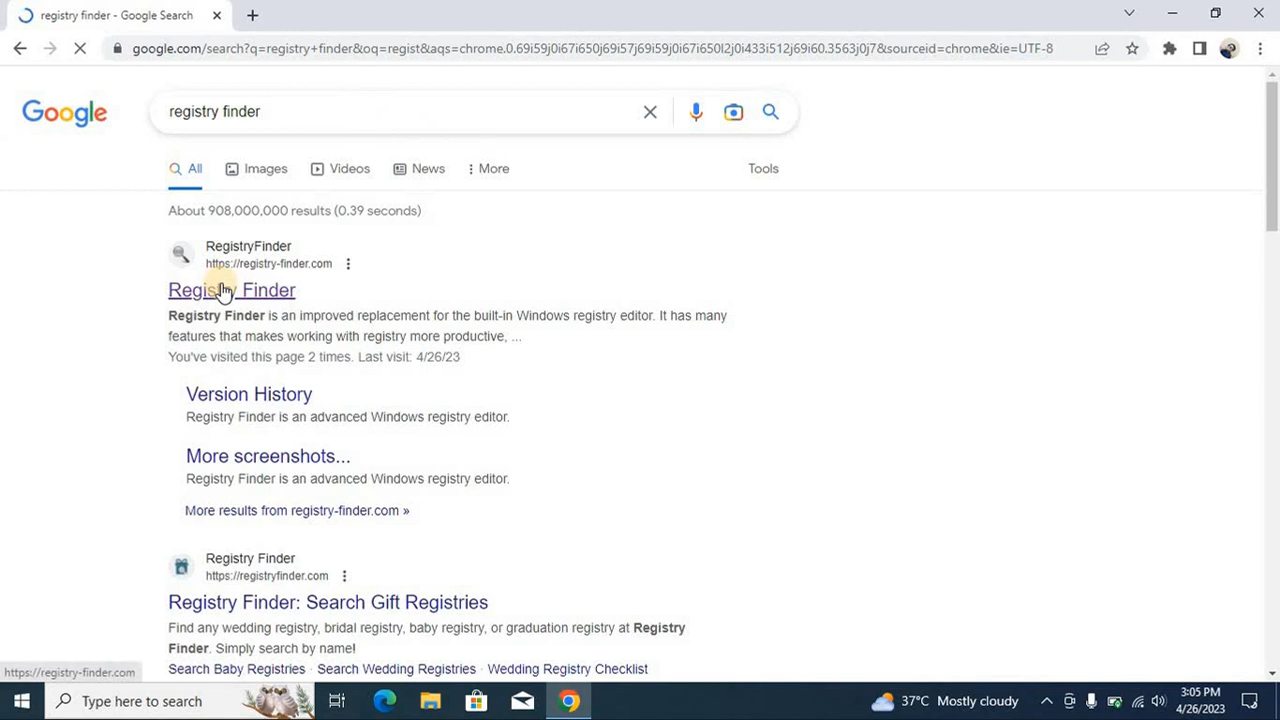 registry finder - Google Search
google.com/search?q=registry+finder&oq=regist&aqs=chrome.0.69i59j0i67i650j69i57j69i59j0i67i650l2j0i433i512j69i60.3563j0j7&sourceid=chrome&ie=UTF-8
Google
registry finder
All
Images
Videos
News
More
Tools
About 908,000,000 results (0.39 seconds)
RegistryFinder
https://registry-finder.com
Registry Finder
Registry Finder is an improved replacement for the built-in Windows registry editor. It has many
features that makes working with registry more productive, ...
You've visited this page 2 times. Last visit: 4/26/23
Version History
Registry Finder is an advanced Windows registry editor.
More screenshots...
Registry Finder is an advanced Windows registry editor.
More results from registry-finder.com »
Registry Finder
https://registryfinder.com
Registry Finder: Search Gift Registries
Find any wedding registry, bridal registry, baby registry, or graduation registry at Registry
Finder. Simply search by name!
Search Baby Registries · Search Wedding Registries · Wedding Registry Checklist
https://registry-finder.com
Type here to search
37°C Mostly cloudy
3:05 PM
4/26/2023